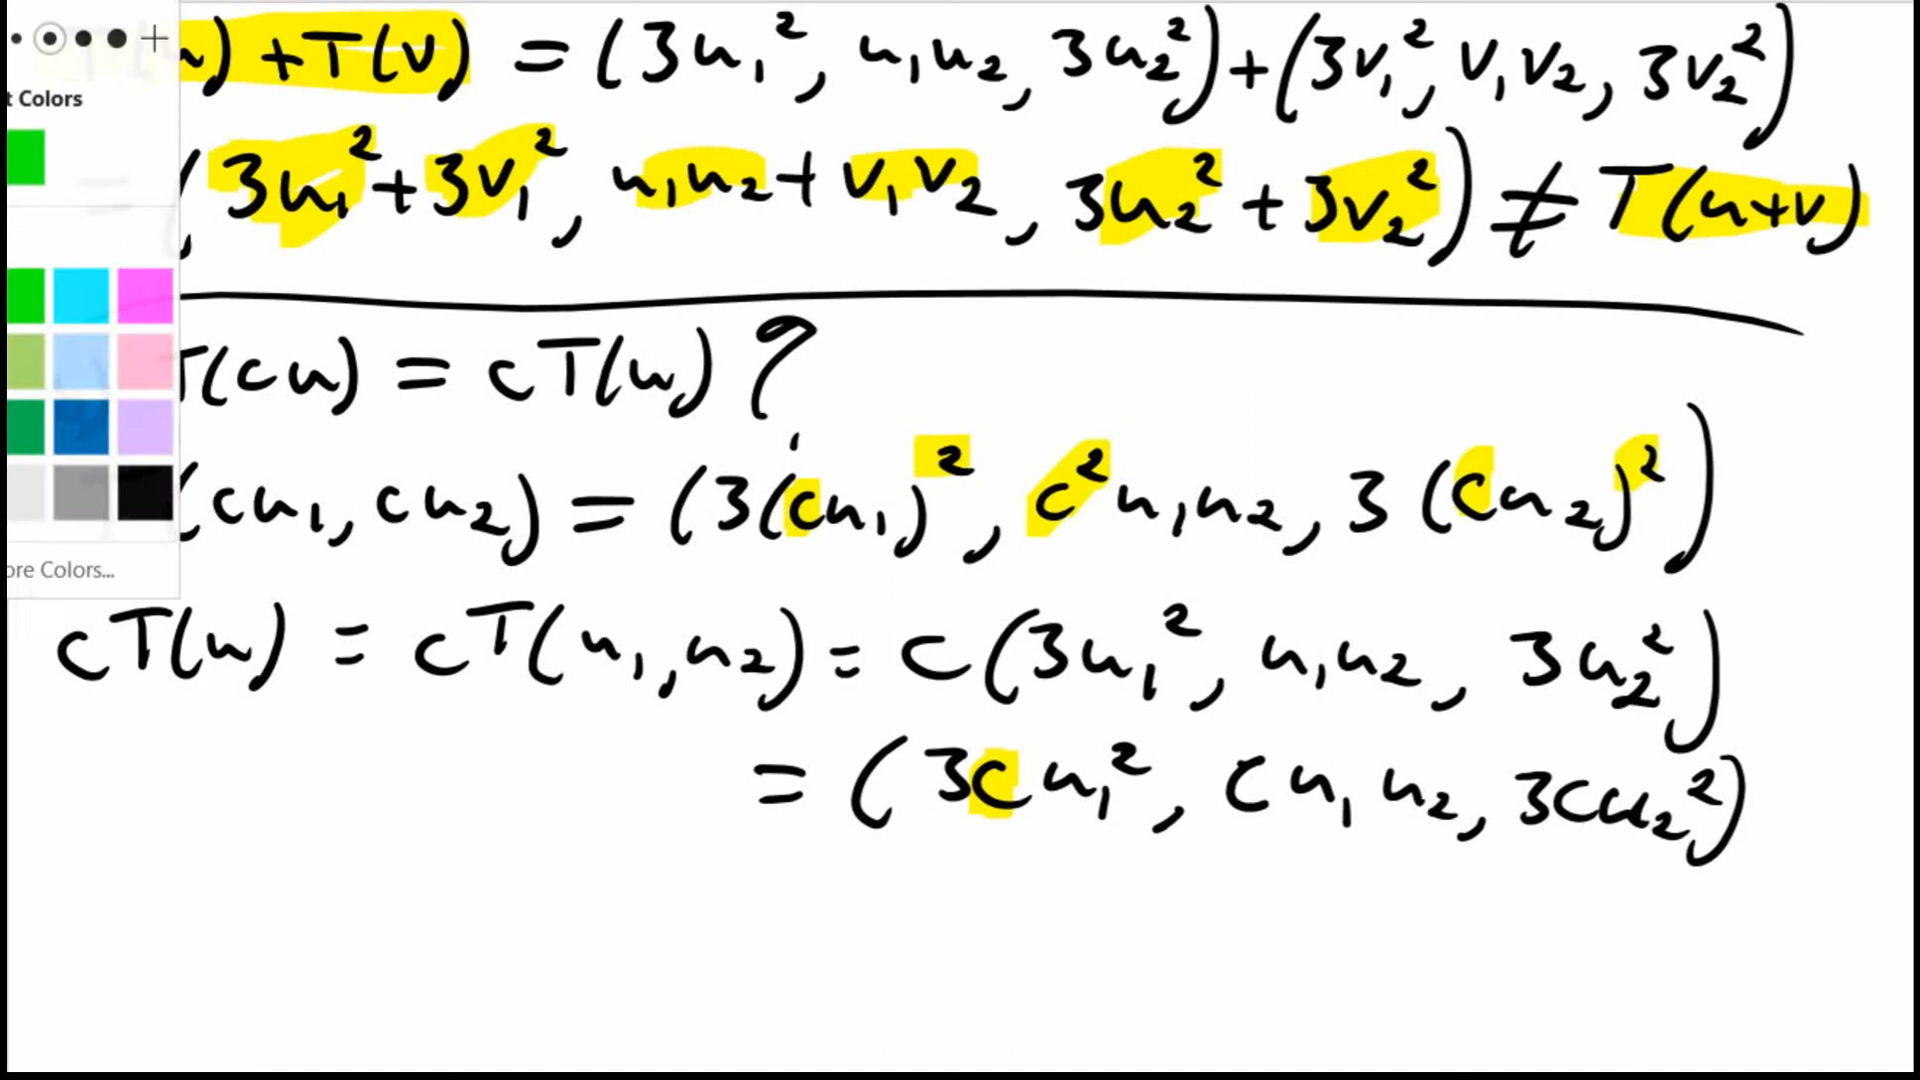 ) + T(v) = (3u₁², u₁u₂, 3u₂²) + (3v₁², v₁v₂, 3v₂²)
t Colors
(3u₁² + 3v₁², u₁u₂ + v₁v₂, 3u₂² + 3v₂²) ≠ T(u+v)
T(cu) = cT(u) ?
(cu₁, cu₂) = (3(cu₁)², c²u₁u₂, 3(cu₂)²)
ore Colors...
cT(u) = cT(u₁, u₂) = c(3u₁², u₁u₂, 3u₂²)
= (3cu₁², cu₁u₂, 3cu₂²)